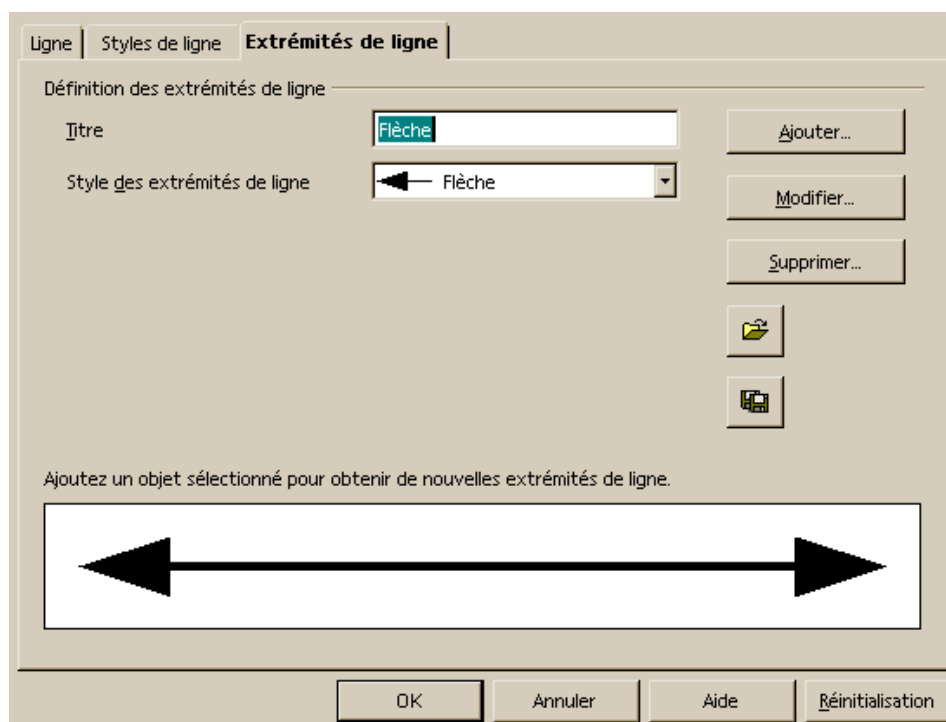 Ligne Styles de ligne Extrémités de ligne
Définition des extrémités de ligne
Titre Flèche Ajouter...
Style des extrémités de ligne Flèche
Modifier...
Supprimer...
Ajoutez un objet sélectionné pour obtenir de nouvelles extrémités de ligne.
OK Annuler Aide Réinitialisation